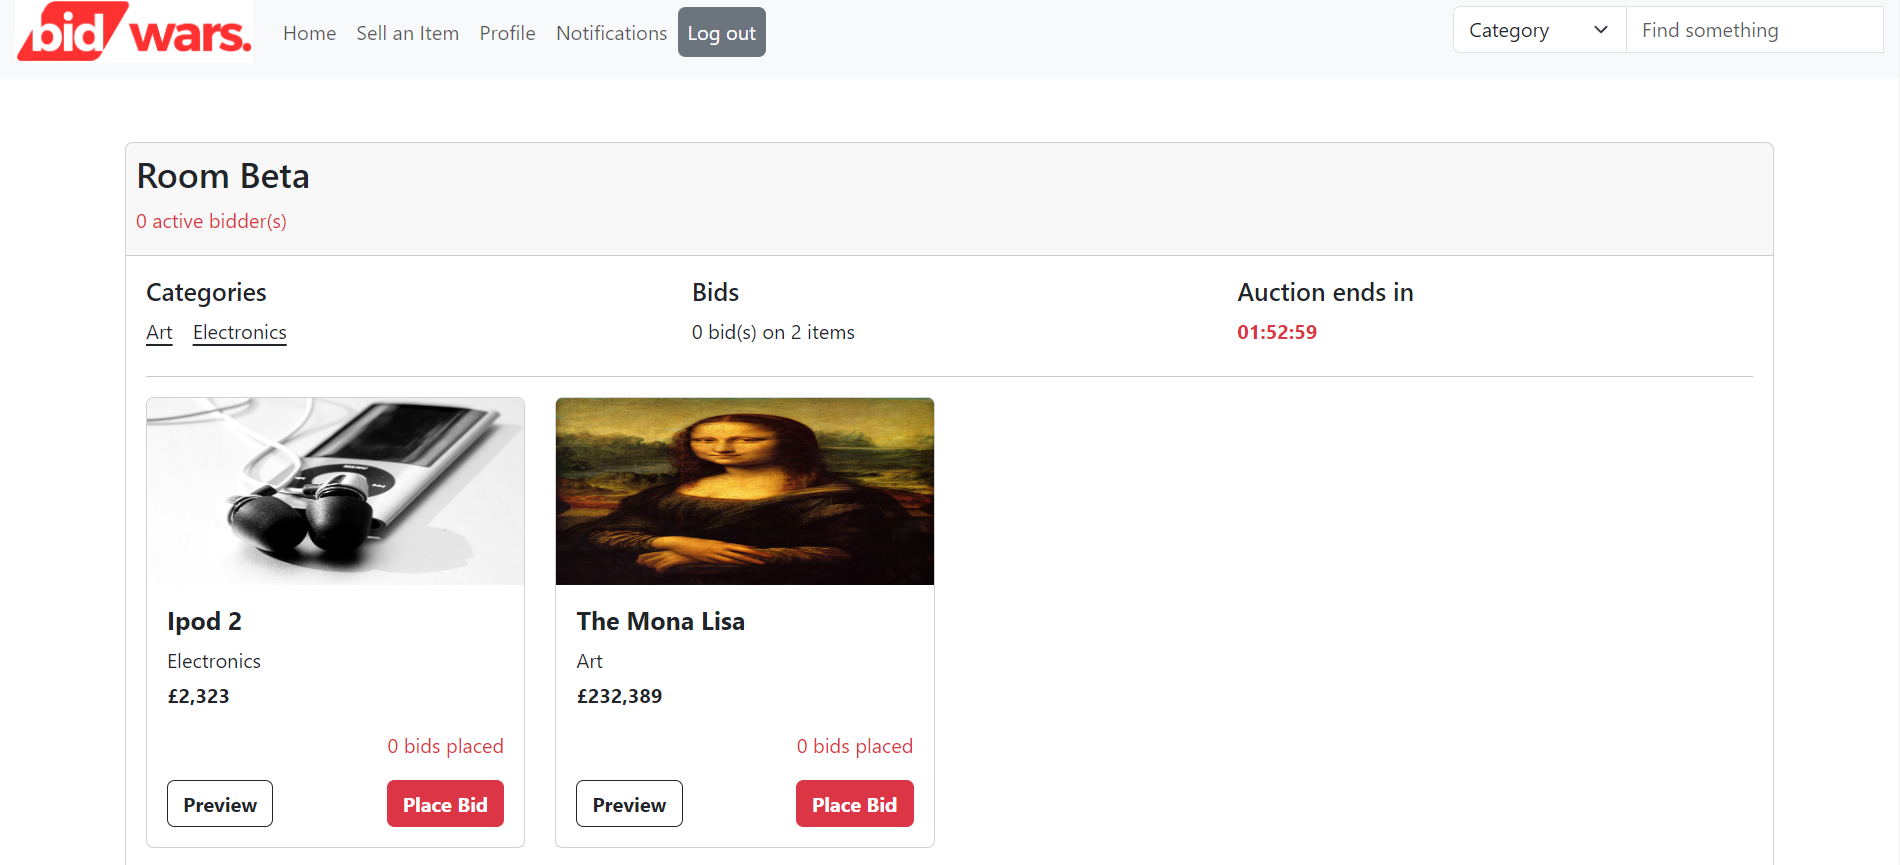 bid wars.
Home Sell an Item Profile Notifications Log out
Category Find something
Room Beta
0 active bidder(s)
Categories
Art Electronics
Bids
0 bid(s) on 2 items
Auction ends in
01:52:59
MENU
Ipod 2
Electronics
£2,323
0 bids placed
Preview Place Bid
The Mona Lisa
Art
£232,389
0 bids placed
Preview Place Bid